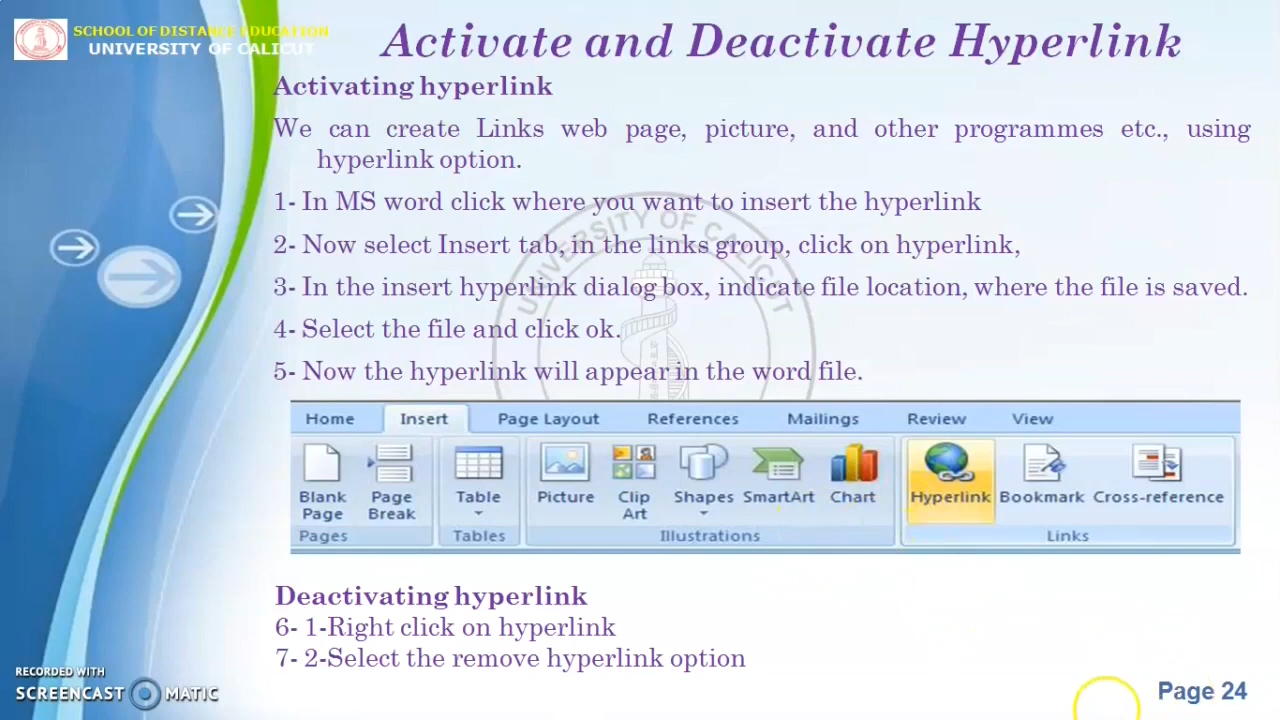 SCHOOL OF DISTANCE EDUCATION
UNIVERSITY OF CALICUT
Activate and Deactivate Hyperlink
Activating hyperlink
We can create Links web page, picture, and other programmes etc., using
hyperlink option.
1- In MS word click where you want to insert the hyperlink
2- Now select Insert tab, in the links group, click on hyperlink,
3- In the insert hyperlink dialog box, indicate file location, where the file is saved.
4- Select the file and click ok.
5- Now the hyperlink will appear in the word file.
UNIVERSITY OF CALICUT
Home Insert Page Layout References Mailings Review View
Blank Page Table Picture Clip Shapes SmartArt Chart Hyperlink Bookmark Cross-reference
Page Break Art
Pages Tables Illustrations Links
Deactivating hyperlink
6- 1-Right click on hyperlink
7- 2-Select the remove hyperlink option
RECORDED WITH
SCREENCAST MATIC
Page 24